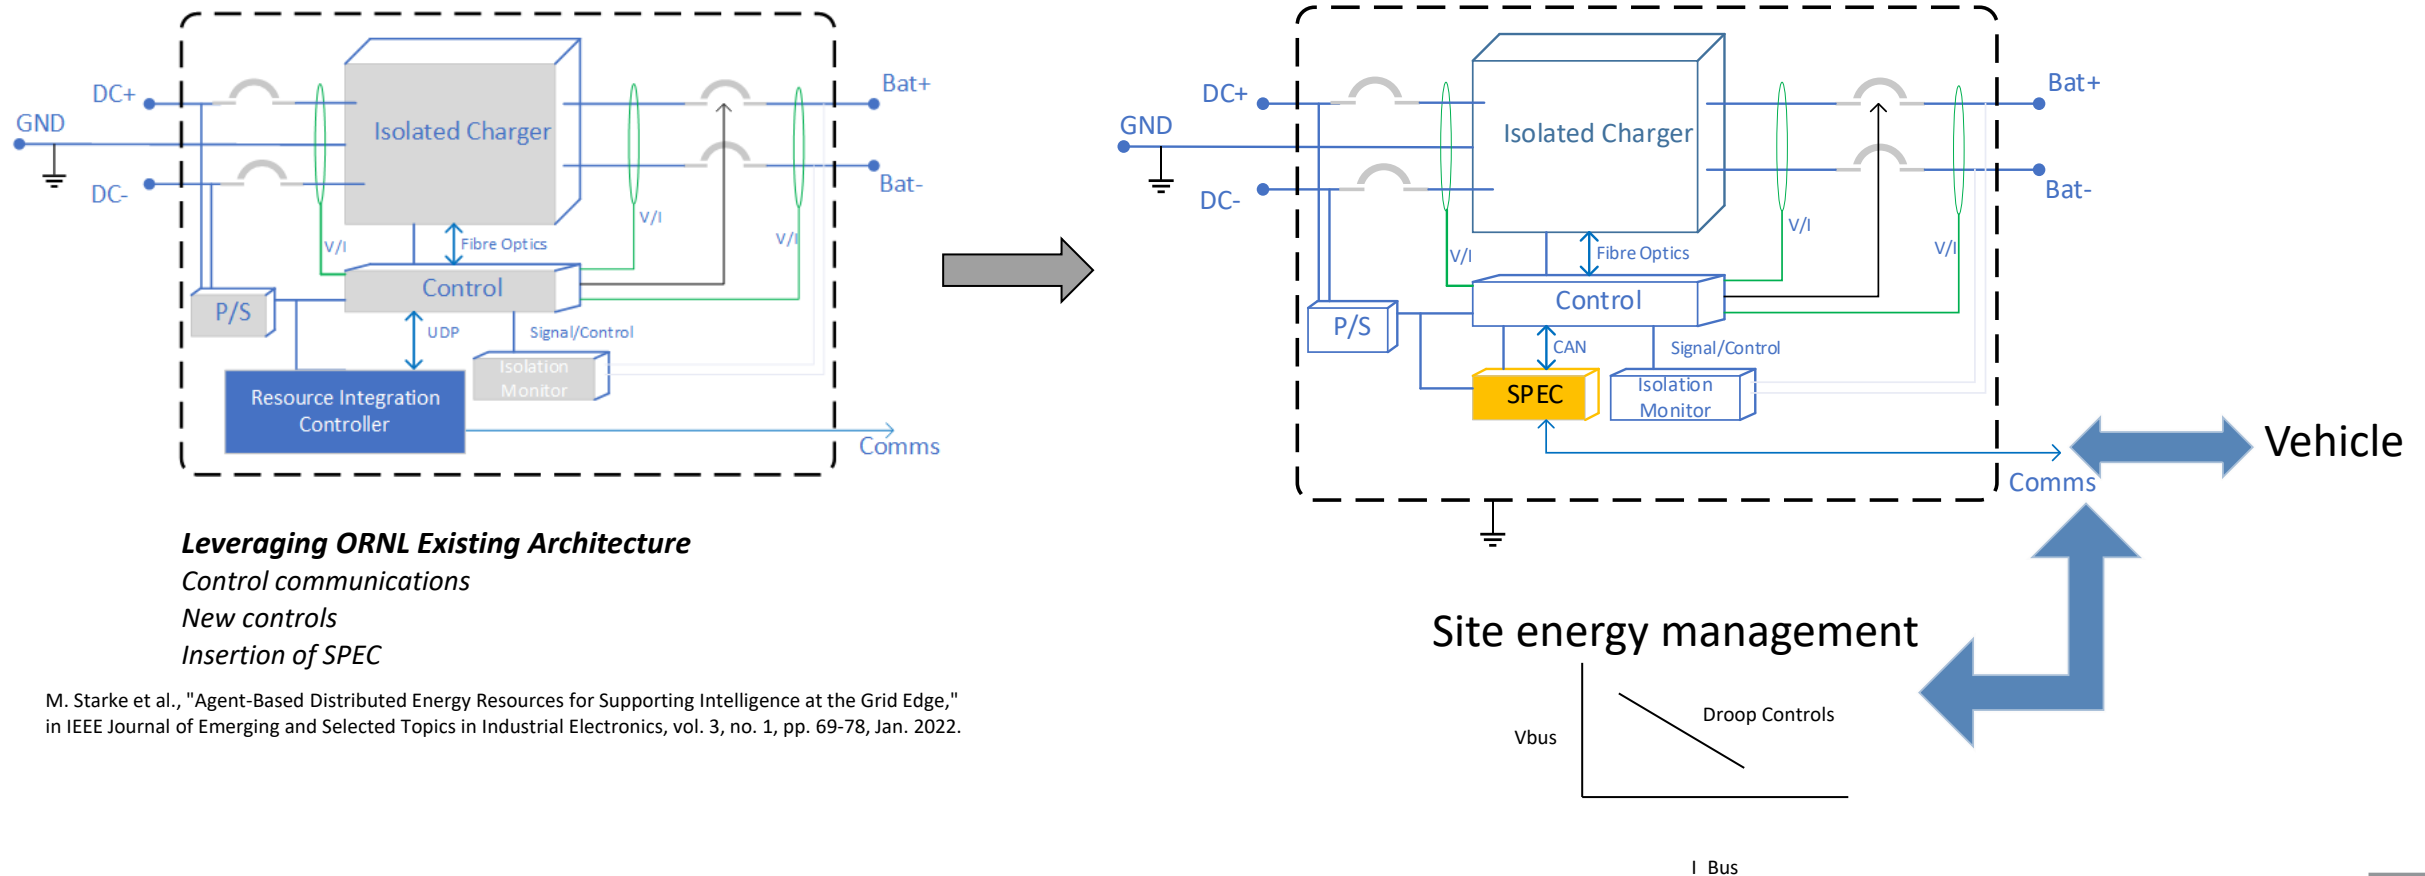 DC+
GND
DC-
Isolated Charger
Bat+
Bat-
V/I
Fibre Optics
V/I
V/I
Control
P/S
UDP
Signal/Control
Isolation
Monitor
Resource Integration
Controller
Comms
Leveraging ORNL Existing Architecture
Control communications
New controls
Insertion of SPEC
M. Starke et al., "Agent-Based Distributed Energy Resources for Supporting Intelligence at the Grid Edge,"
in IEEE Journal of Emerging and Selected Topics in Industrial Electronics, vol. 3, no. 1, pp. 69-78, Jan. 2022.
DC+
GND
DC-
Isolated Charger
Bat+
Bat-
V/I
Fibre Optics
V/I
V/I
Control
P/S
CAN
Signal/Control
SPEC
Isolation
Monitor
Comms
Vehicle
Site energy management
Droop Controls
Vbus
I Bus